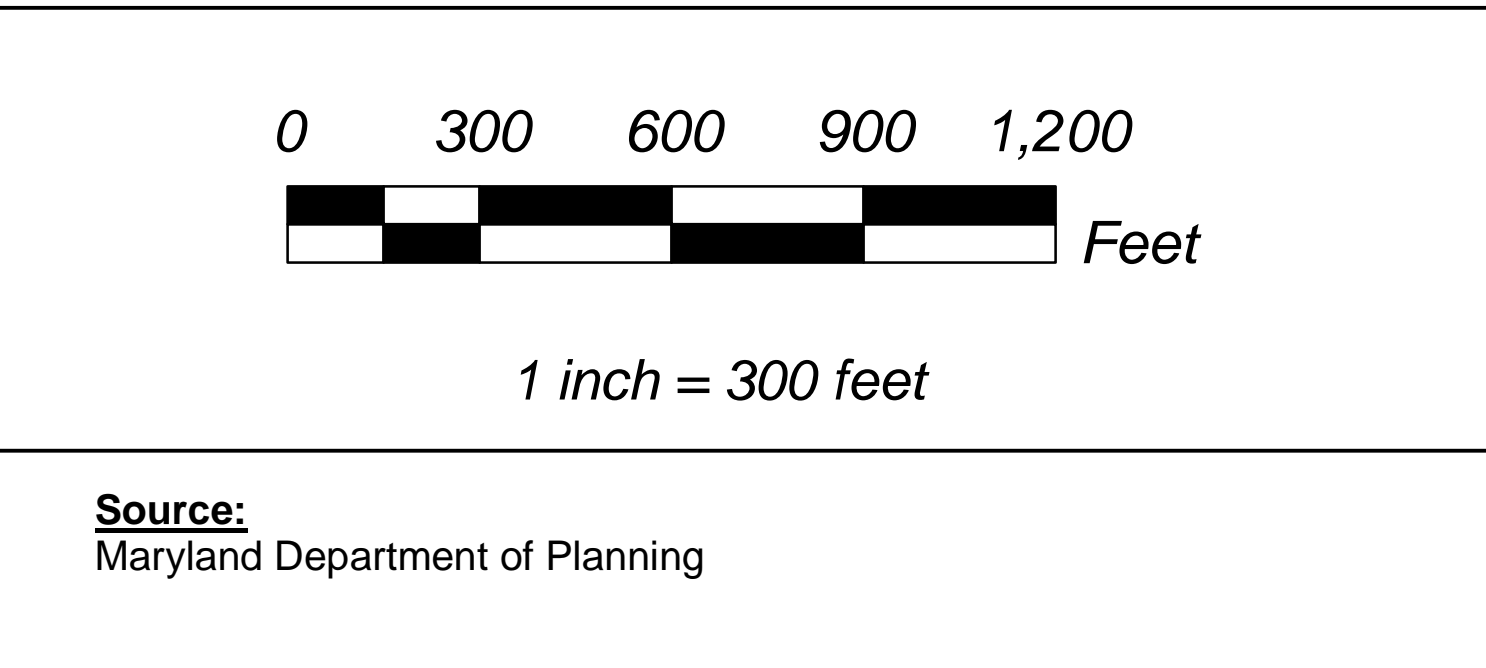 0 300 600 900 1,200
Feet
1 inch = 300 feet
Source:
Maryland Department of Planning